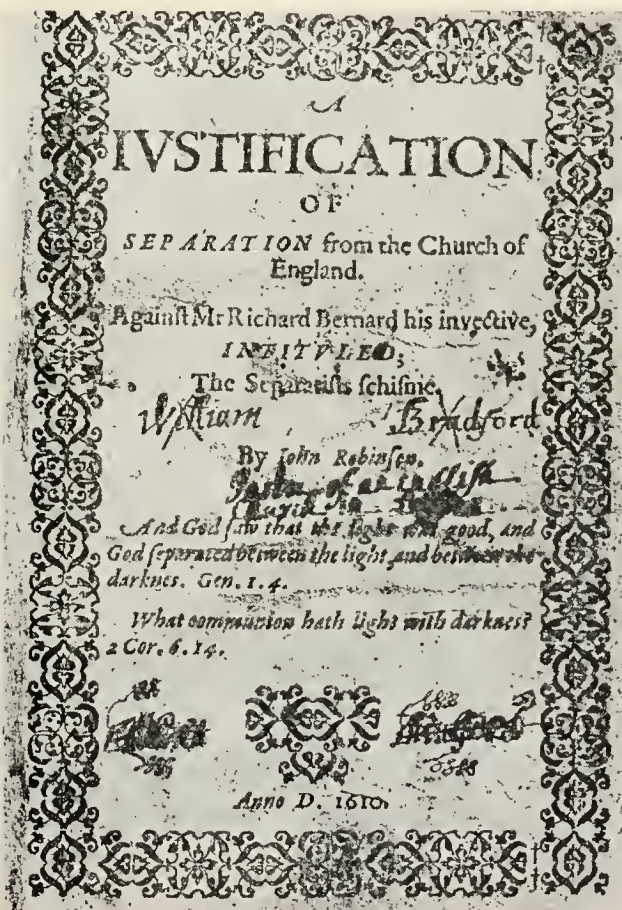 A
IVSTIFICATION
OF
SEPARATION from the Church of
England.
Againſt Mr Richard Bernard his invective,
INTITVLED;
The Separatiſts ſchiſme.
William Bradford
By Iohn Robinſon.
And God ſaw that the light was good, and
God ſeparated between the light, and between the
darknes. Gen. 1. 4.
What communion hath light with darknes?
2 Cor. 6. 14.
Anno D. 1610.